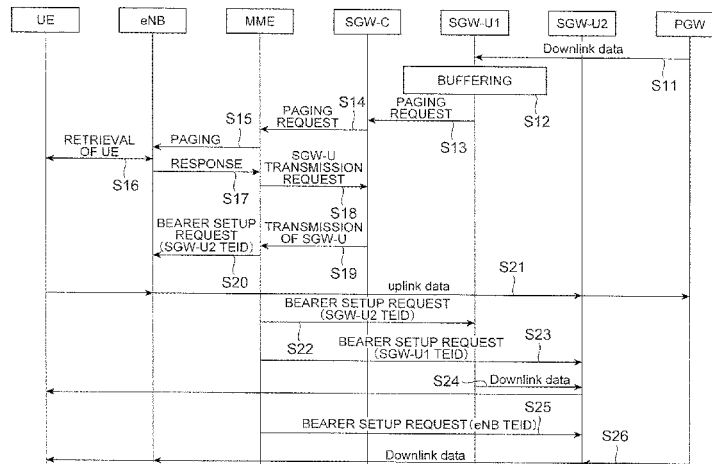 UE
eNB
MME
SGW-C
SGW-U1
SGW-U2
PGW
Downlink data
S11
BUFFERING
S12
PAGING
REQUEST
S13
PAGING
REQUEST
S14
S15
PAGING
RETRIEVAL
OF UE
S16
RESPONSE
S17
SGW-U
TRANSMISSION
REQUEST
S18
TRANSMISSION
OF SGW-U
S19
BEARER SETUP
REQUEST
(SGW-U2 TEID)
S20
uplink data
S21
BEARER SETUP REQUEST
(SGW-U2 TEID)
S22
BEARER SETUP REQUEST
(SGW-U1 TEID)
S23
S24
Downlink data
S25
BEARER SETUP REQUEST (eNB TEID)
S26
Downlink data